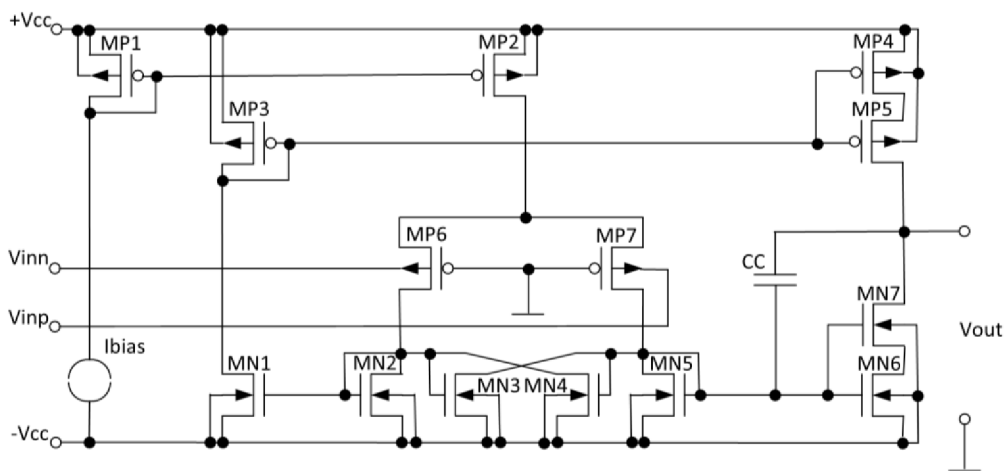 +Vcc
MP1
MP2
MP4
MP3
MP5
MP6
MP7
Vinn
CC
MN7
Vinp
Vout
Ibias
MN1
MN2
MN3
MN4
MN5
MN6
-Vcc